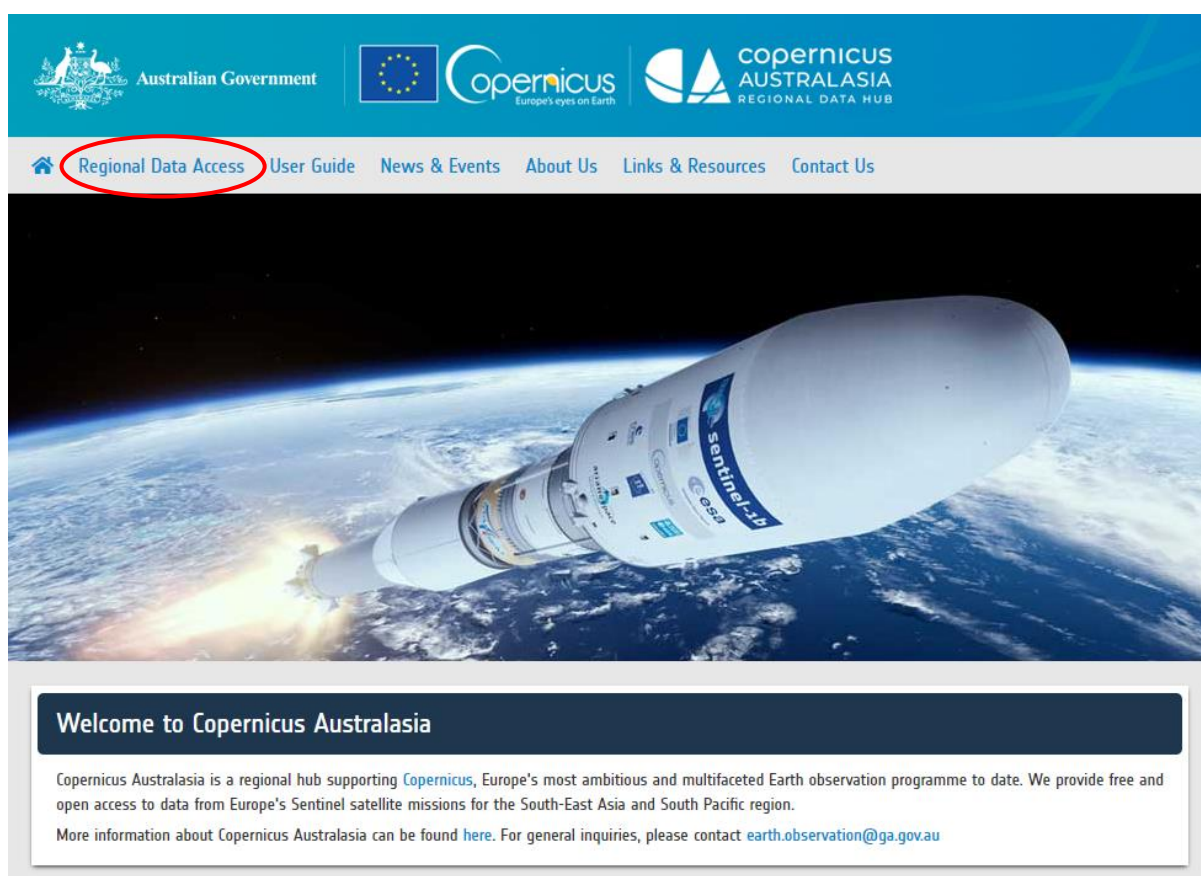 Australian Government
Copernicus
Europe's eyes on Earth
copernicus
AUSTRALASIA
REGIONAL DATA HUB
Regional Data Access User Guide News & Events About Us Links & Resources Contact Us
sentinel-1b
esa
Copernicus
arianespace
Welcome to Copernicus Australasia
Copernicus Australasia is a regional hub supporting Copernicus, Europe's most ambitious and multifaceted Earth observation programme to date. We provide free and
open access to data from Europe's Sentinel satellite missions for the South-East Asia and South Pacific region.
More information about Copernicus Australasia can be found here. For general inquiries, please contact earth.observation@ga.gov.au